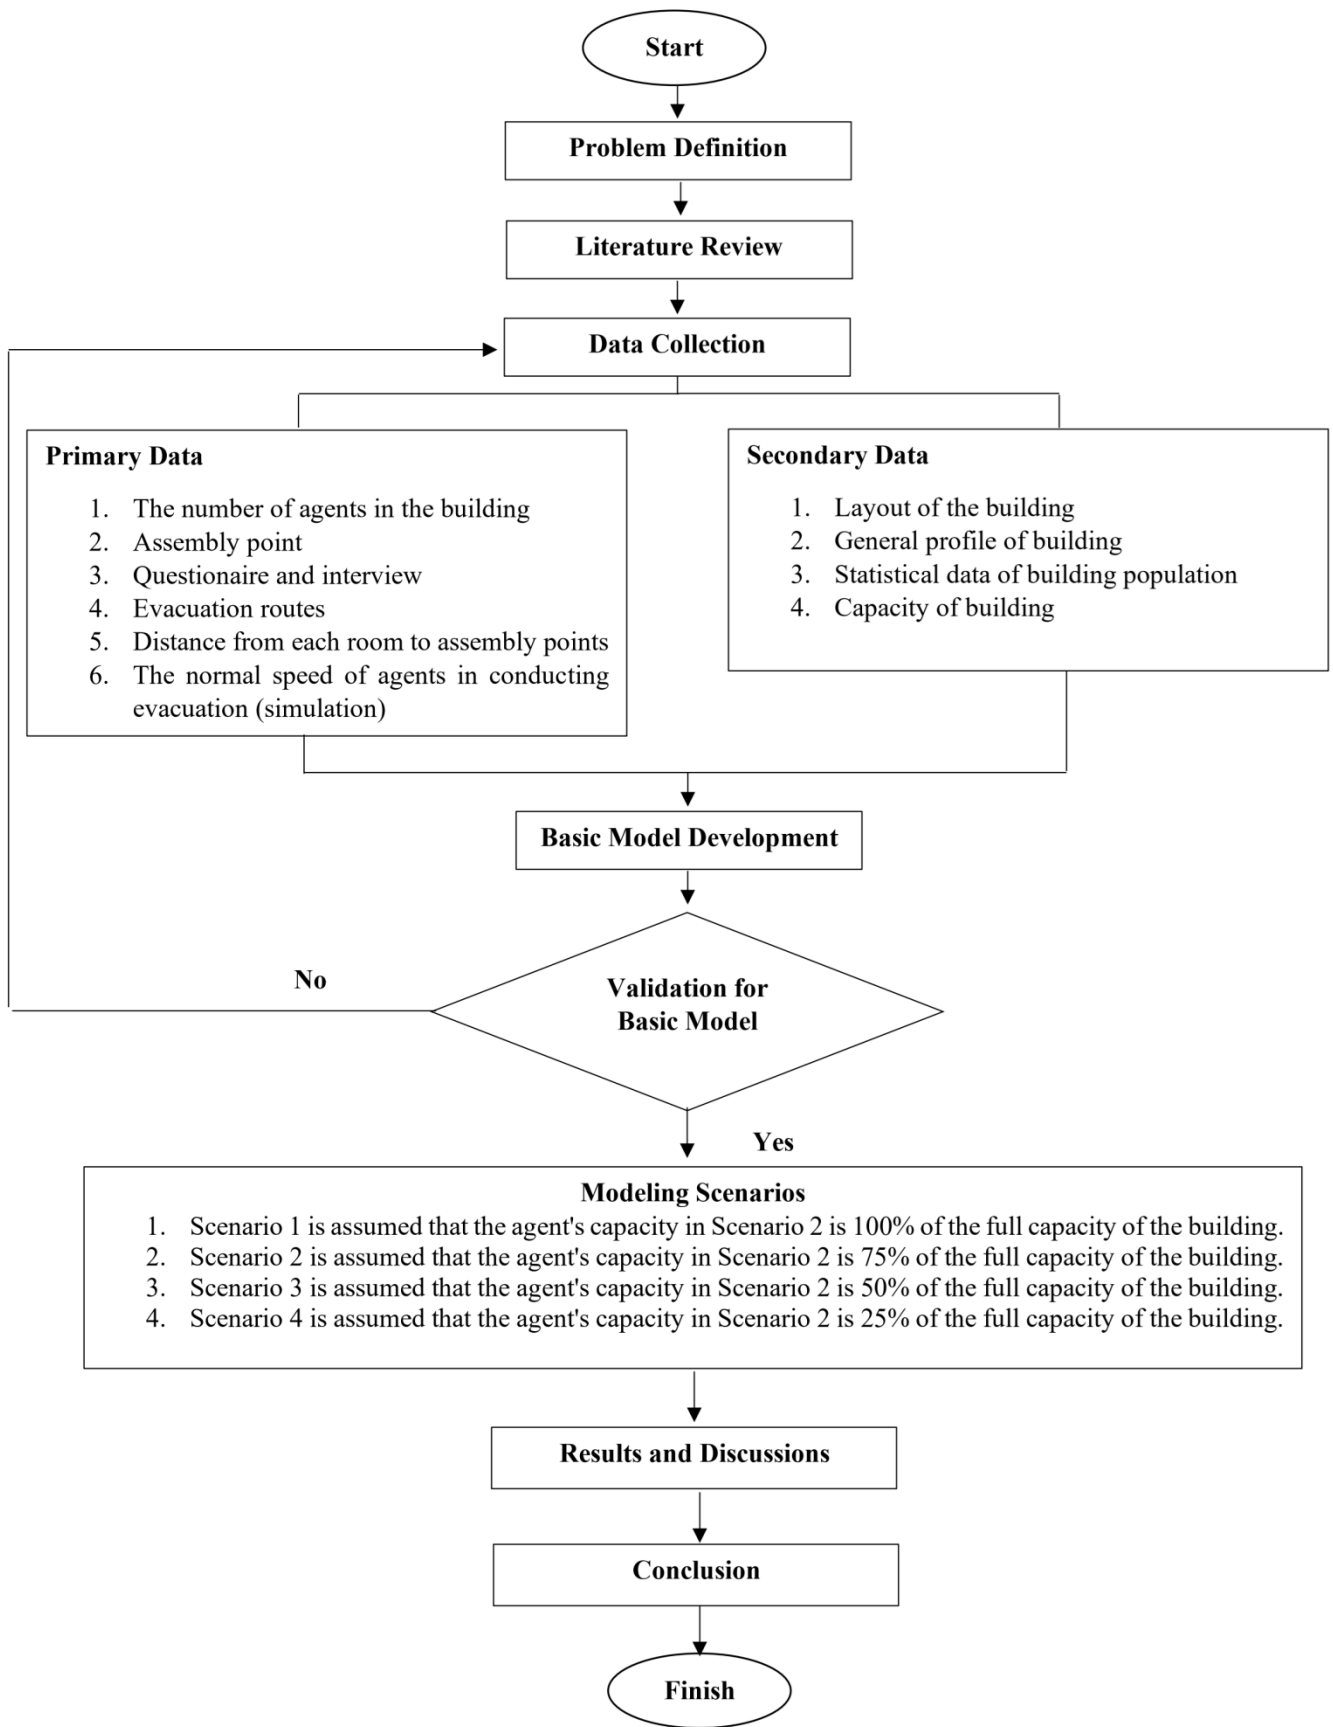 Start
Problem Definition
Literature Review
Data Collection
Primary Data
1. The number of agents in the building
2. Assembly point
3. Questionaire and interview
4. Evacuation routes
5. Distance from each room to assembly points
6. The normal speed of agents in conducting
evacuation (simulation)
Secondary Data
1. Layout of the building
2. General profile of building
3. Statistical data of building population
4. Capacity of building
Basic Model Development
No
Validation for
Basic Model
Yes
Modeling Scenarios
1. Scenario 1 is assumed that the agent's capacity in Scenario 2 is 100% of the full capacity of the building.
2. Scenario 2 is assumed that the agent's capacity in Scenario 2 is 75% of the full capacity of the building.
3. Scenario 3 is assumed that the agent's capacity in Scenario 2 is 50% of the full capacity of the building.
4. Scenario 4 is assumed that the agent's capacity in Scenario 2 is 25% of the full capacity of the building.
Results and Discussions
Conclusion
Finish